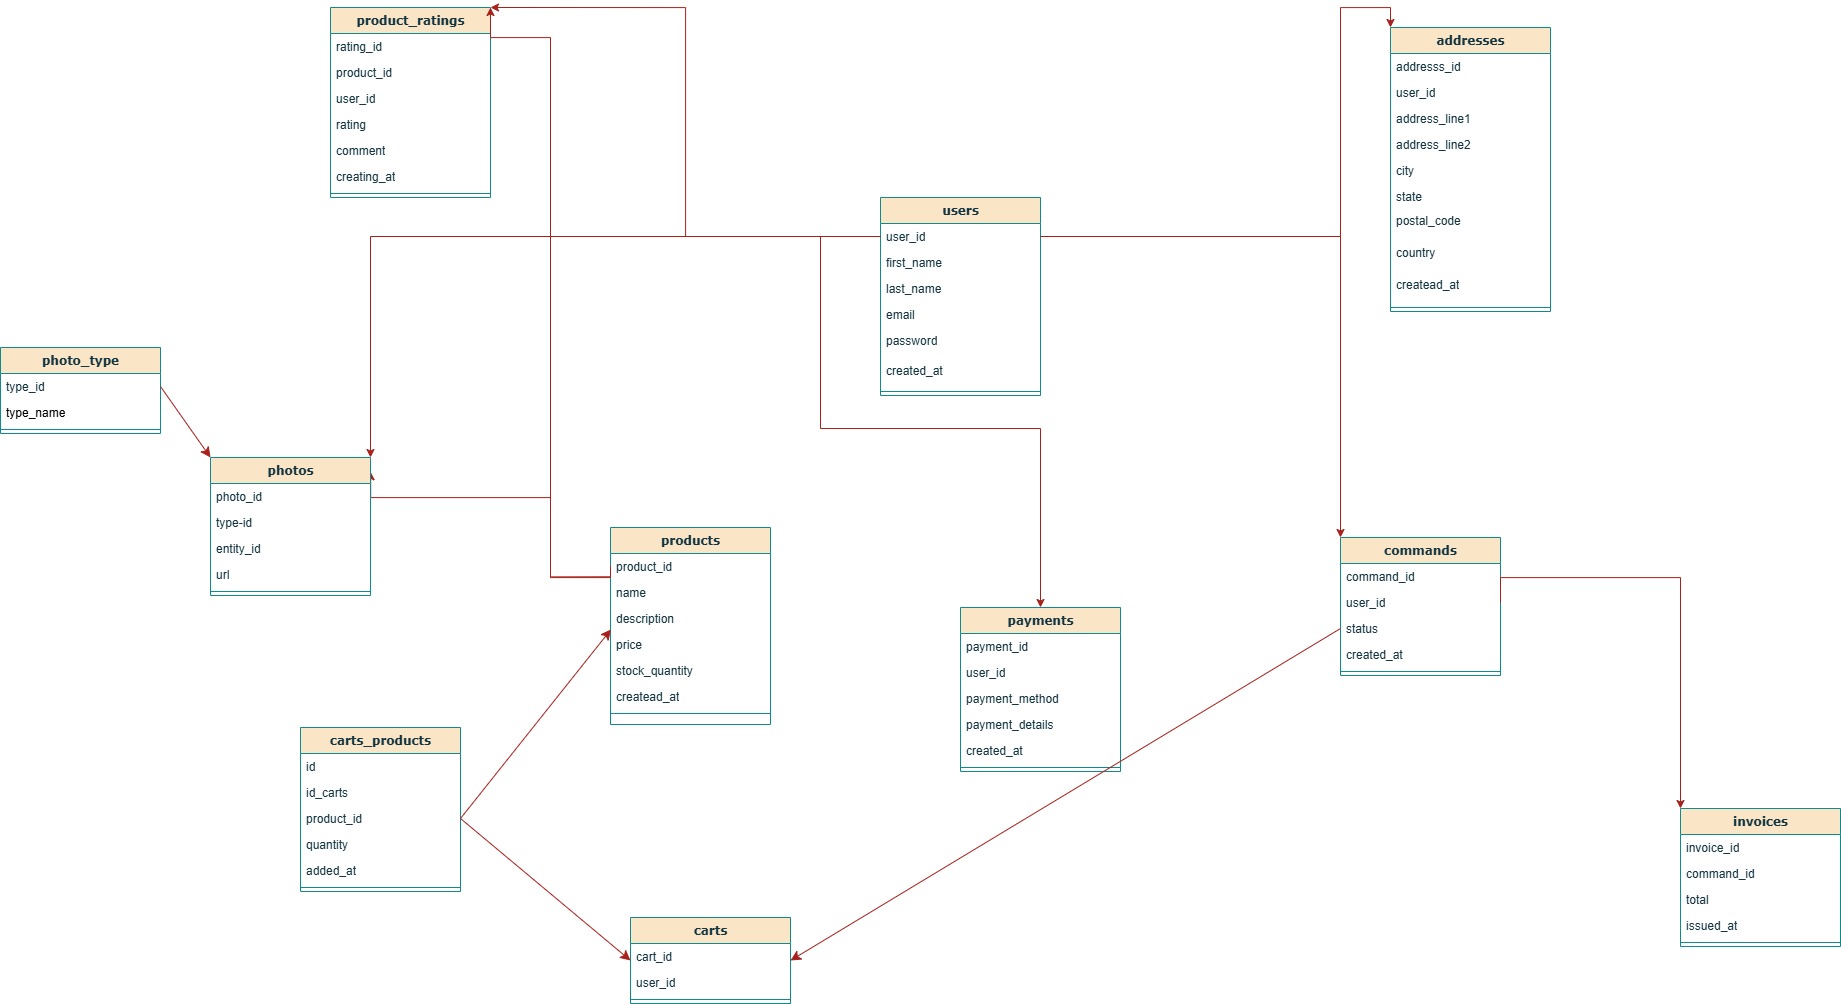 product_ratings
rating_id
product_id
user_id
rating
comment
creating_at
addresses
addresss_id
user_id
address_line1
address_line2
city
state
postal_code
country
createad_at
users
user_id
first_name
last_name
email
password
created_at
photo_type
type_id
type_name
photos
photo_id
type-id
entity_id
url
products
product_id
name
description
price
stock_quantity
createad_at
payments
payment_id
user_id
payment_method
payment_details
created_at
commands
command_id
user_id
status
created_at
carts_products
id
id_carts
product_id
quantity
added_at
invoices
invoice_id
command_id
total
issued_at
carts
cart_id
user_id